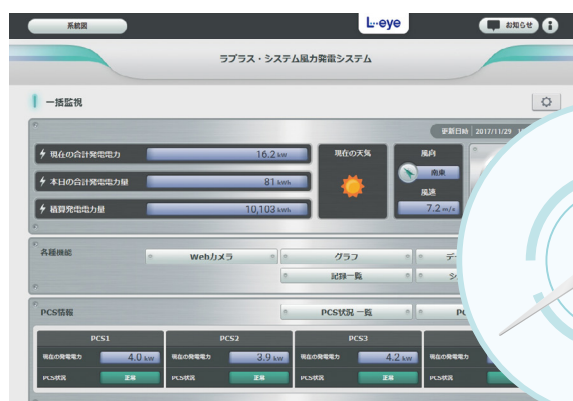 系統図
L・eye
お知らせ
ラプラス・システム風力発電システム
一括監視
更新日時 2017/11/29
現在の合計発電電力 16.2 kW
本日の合計発電電力量 81 kWh
積算発電電力量 10,103 kWh
現在の天気
風向
南東
風速
7.2 m/s
各種機能
Webカメラ
グラフ
記録一覧
PCS情報
PCS状況 一覧
PCS1
PCS2
PCS3
現在の発電電力 4.0 kW
現在の発電電力 3.9 kW
現在の発電電力 4.2 kW
現在の発電電力
PCS状況 正常
PCS状況 正常
PCS状況 正常
PCS状況